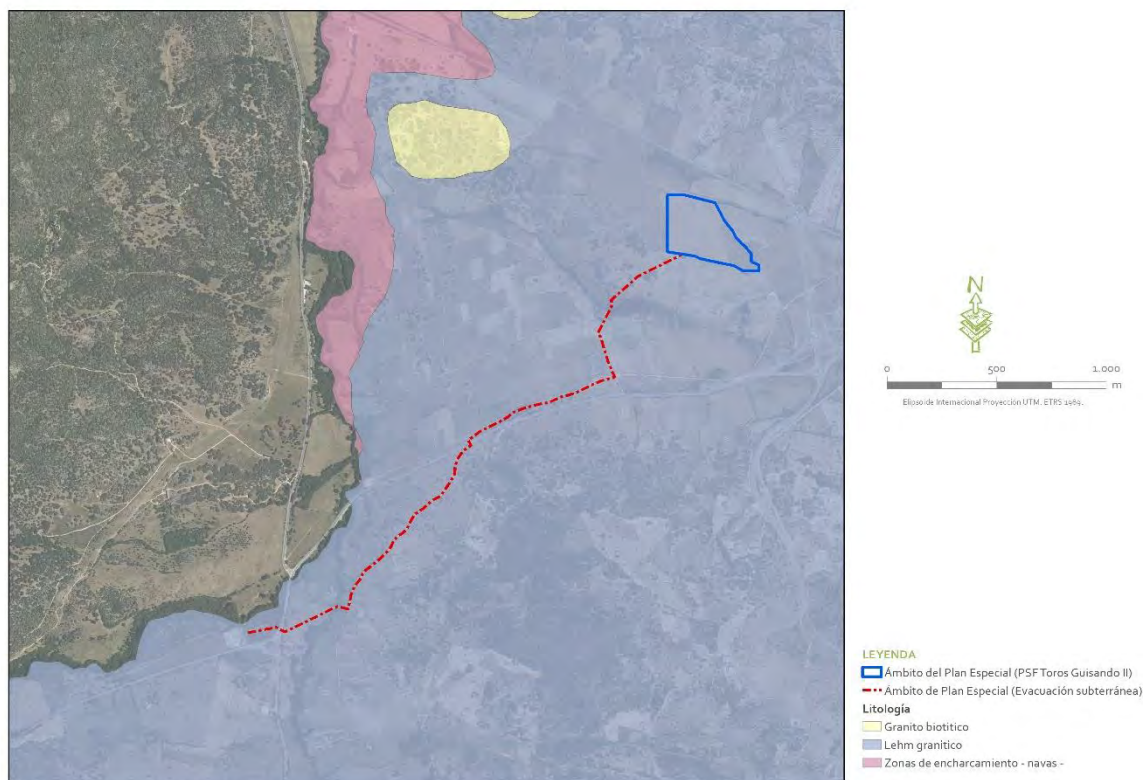 N
0 500 1.000
m
Elipsoide Internacional Proyección UTM. ETRS 1989.
LEYENDA
Ámbito del Plan Especial (PSF Toros Guisando II)
Ámbito de Plan Especial (Evacuación subterránea)
Litología
Granito biotítico
Lehm granítico
Zonas de encharcamiento - navas -